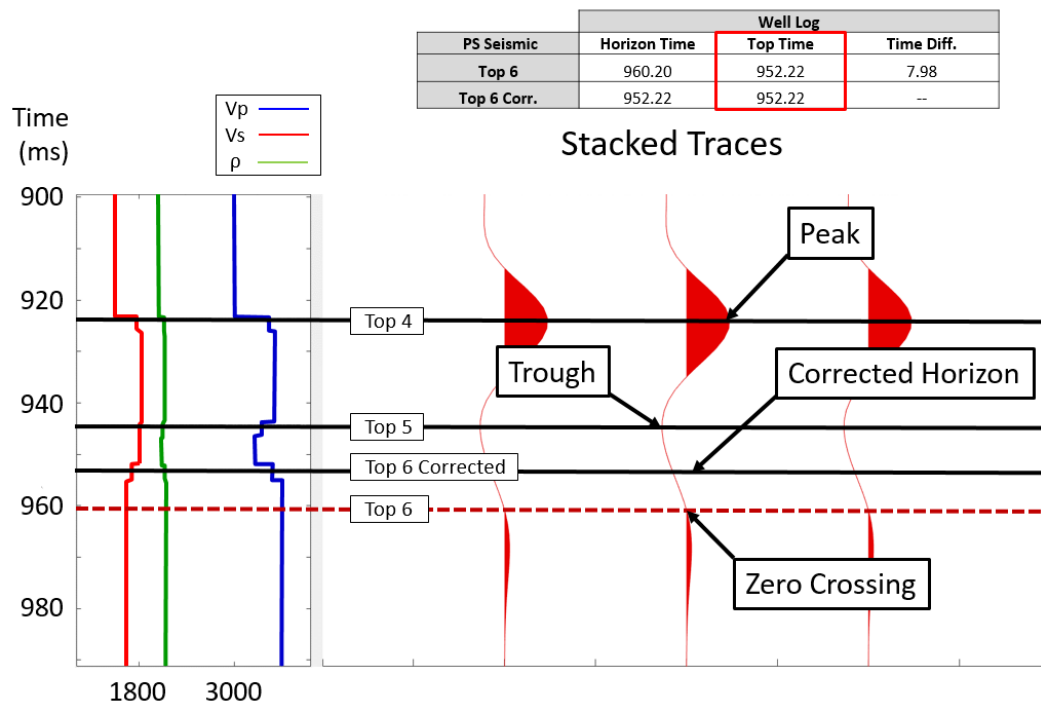 Well Log
PS Seismic Horizon Time Top Time Time Diff.
Top 6 960.20 952.22 7.98
Top 6 Corr. 952.22 952.22 --
Time
(ms)
Vp
Vs
ρ
Stacked Traces
900
Peak
920
Top 4
Trough
Corrected Horizon
940
Top 5
Top 6 Corrected
960
Top 6
Zero Crossing
980
1800 3000